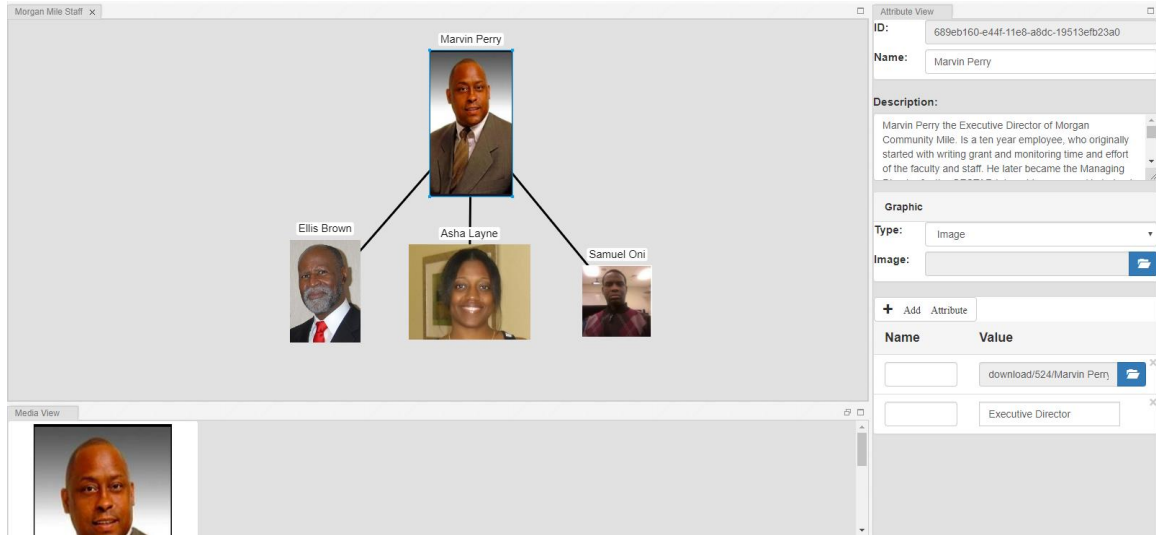 Morgan Mile Staff x
Marvin Perry
Ellis Brown
Asha Layne
Samuel Oni
Media View
Attribute View
ID:
689eb160-e44f-11e8-a8dc-19513efb23a0
Name:
Marvin Perry
Description:
Marvin Perry the Executive Director of Morgan
Community Mile. Is a ten year employee, who originally
started with writing grant and monitoring time and effort
of the faculty and staff. He later became the Managing
Graphic
Type:
Image
Image:
+ Add Attribute
Name Value
download/524/Marvin Perry
Executive Director